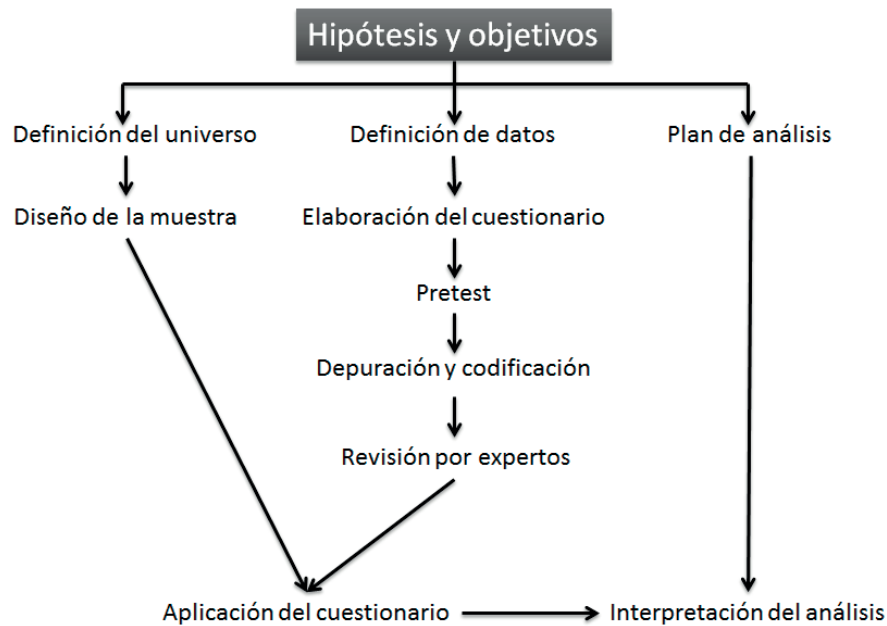 Hipótesis y objetivos
Definición del universo
Definición de datos
Plan de análisis
Diseño de la muestra
Elaboración del cuestionario
Pretest
Depuración y codificación
Revisión por expertos
Aplicación del cuestionario
Interpretación del análisis